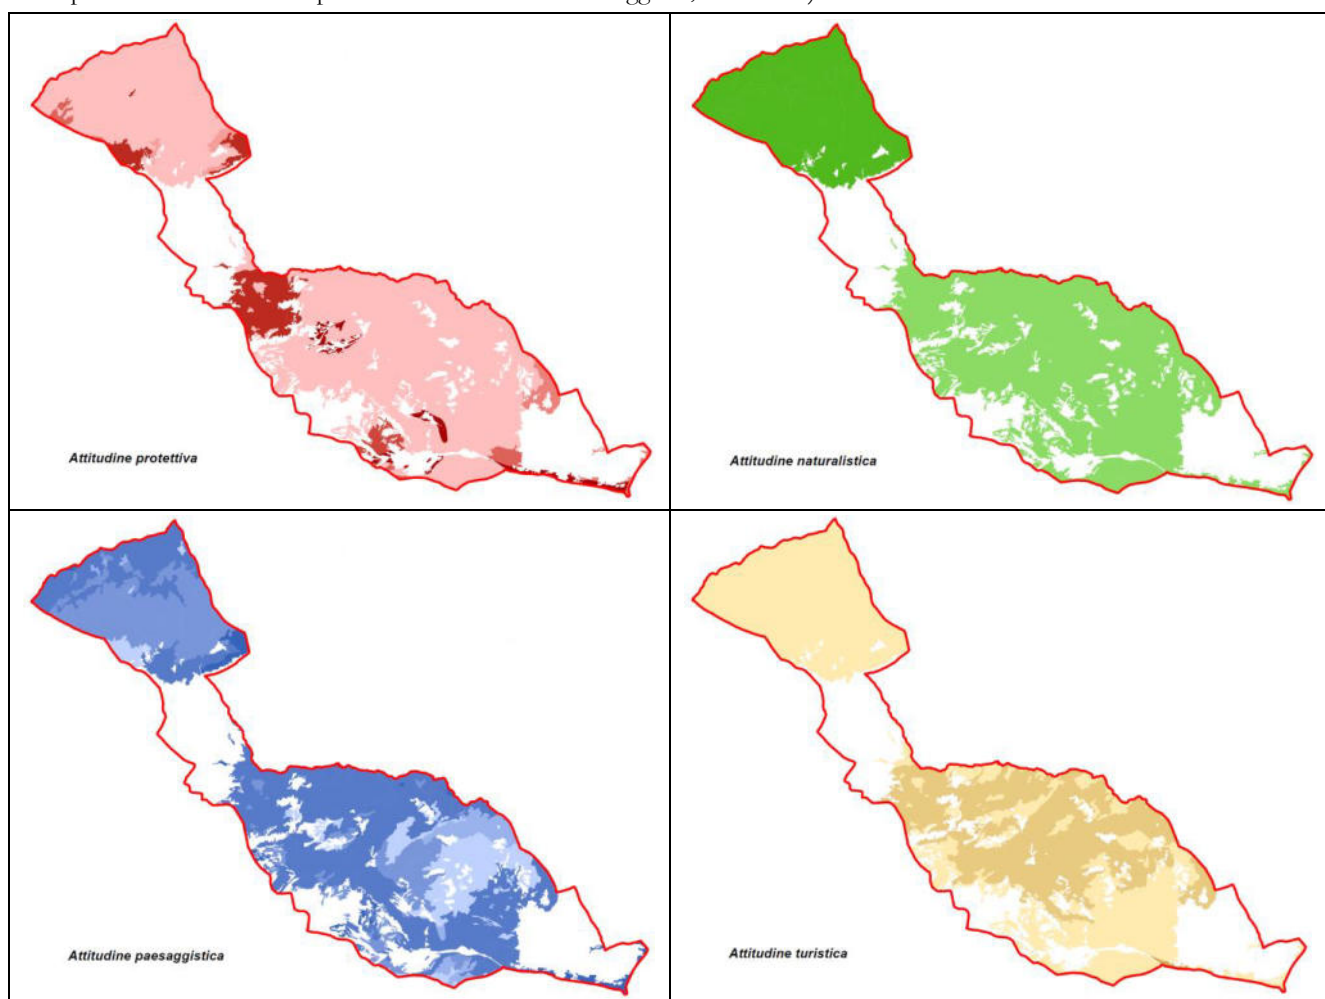 Attitudine protettiva
Attitudine naturalistica
Attitudine paesaggistica
Attitudine turistica